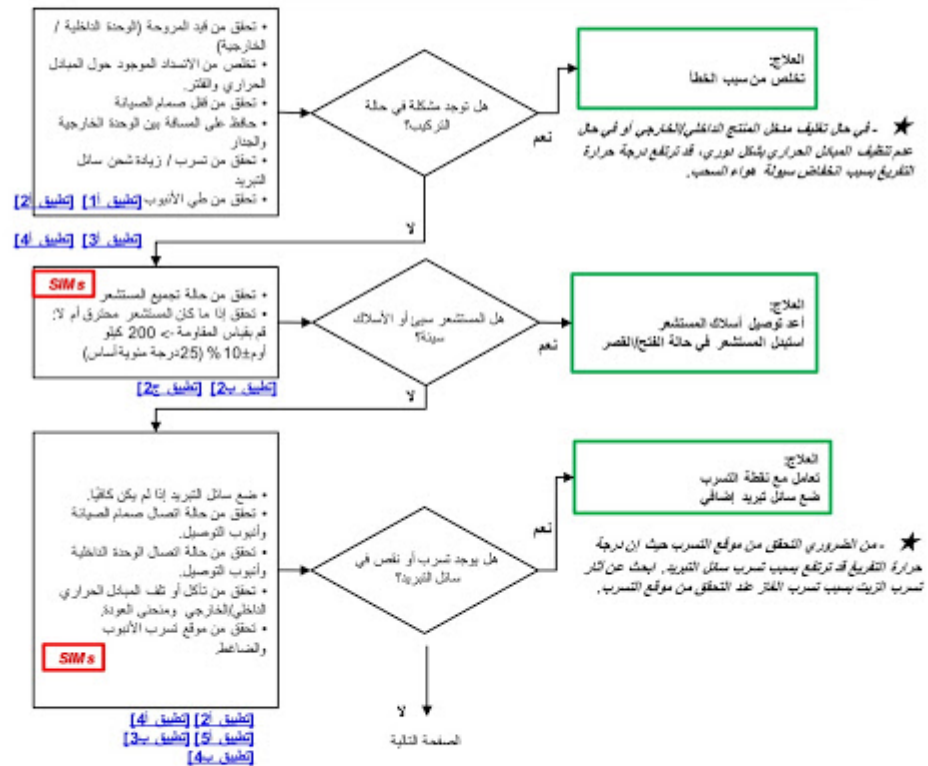 • تحقق من قيد المروحة (الوحدة الداخلية /
الخارجية)
• تخلص من الانسداد الموجود حول المبادل
الحراري والفلتر.
• تحقق من قفل صمام الصيانة
• حافظ على المسافة بين الوحدة الخارجية
والجدار
• تحقق من تسرب / زيادة شحن سائل
التبريد
• تحقق من طي الأنبوب
[تطبيق أ1] [تطبيق أ2]
[تطبيق أ3] [تطبيق أ4]
هل توجد مشكلة في حالة
التركيب؟
نعم
لا
العلاج:
تخلص من سبب الخطأ
★ - في حال تغليف مدخل المنتج الداخلي/الخارجي أو في حال
عدم تنظيف المبادل الحراري بشكل دوري، قد ترتفع درجة حرارة
التفريغ بسبب انخفاض سيولة هواء السحب.
SIMs
• تحقق من حالة تجميع المستشعر
• تحقق إذا ما كان المستشعر محترق أم لا:
قم بقياس المقاومة -> 200 كيلو
أوم±10 % (25درجة مئوية أساس)
[تطبيق ب2] [تطبيق ج2]
هل المستشعر سيئ أو الأسلاك
سيئة؟
نعم
لا
العلاج:
أعد توصيل أسلاك المستشعر
استبدل المستشعر في حالة الفتح/القصر
• ضع سائل التبريد إذا لم يكن كافيًا.
• تحقق من حالة اتصال صمام الصيانة
وأنبوب التوصيل.
• تحقق من حالة اتصال الوحدة الداخلية
وأنبوب التوصيل.
• تحقق من تآكل أو تلف المبادل الحراري
الداخلي/الخارجي ومنحنى العودة.
• تحقق من موقع تسرب الأنبوب
والضاغط.
SIMs
[تطبيق أ2] [تطبيق أ4]
[تطبيق أ5] [تطبيق ب3]
[تطبيق ب4]
هل يوجد تسرب أو نقص في
سائل التبريد؟
نعم
لا
الصفحة التالية
العلاج:
تعامل مع نقطة التسرب
ضع سائل تبريد إضافي
★ - من الضروري التحقق من موقع التسرب حيث إن درجة
حرارة التفريغ قد ترتفع بسبب تسرب سائل التبريد. ابحث عن آثار
تسرب الزيت بسبب تسرب الغاز عند التحقق من موقع التسرب.